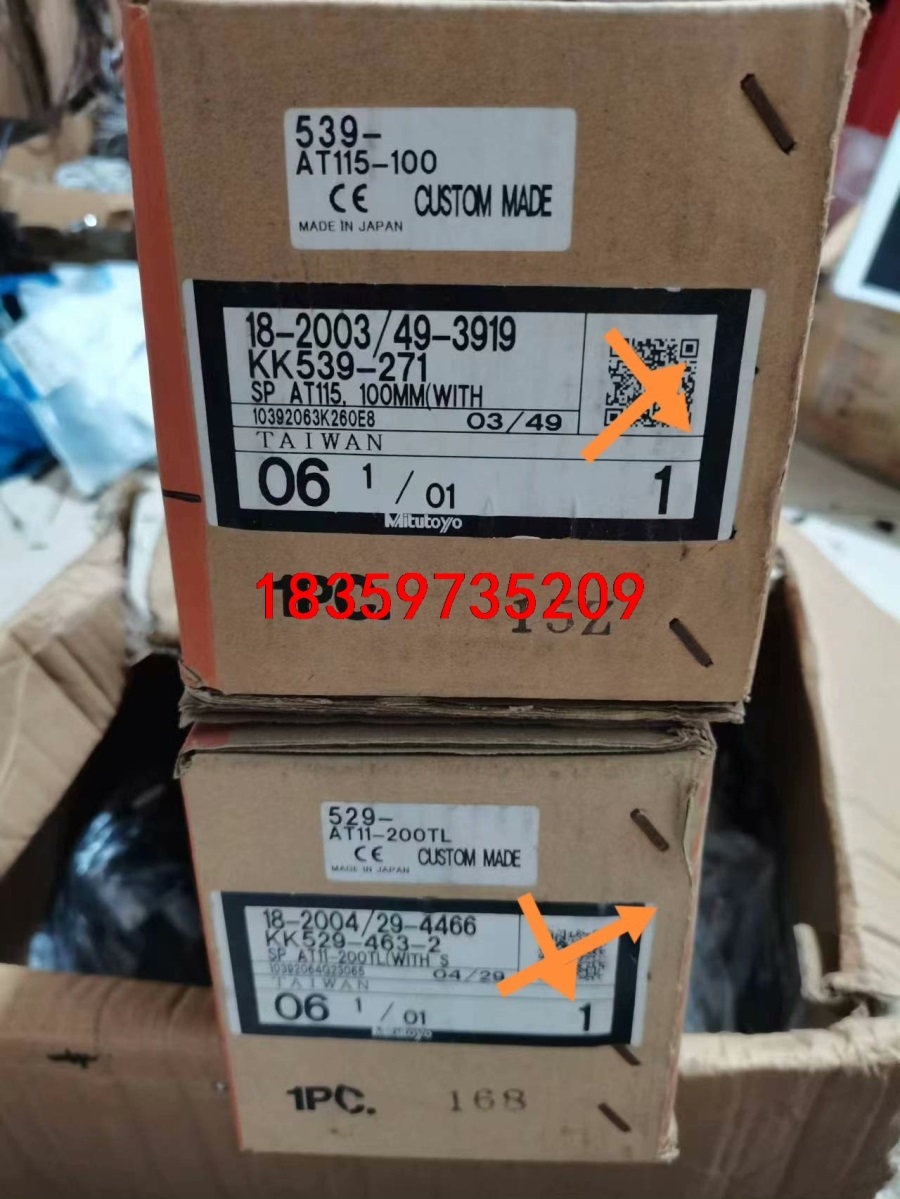 539-
AT115-100
CE CUSTOM MADE
MADE IN JAPAN
18-2003/49-3919
KK539-271
SP AT115, 100MM(WITH
10392063K260E8 03/49
TAIWAN
06 1/01 1
Mitutoyo
1PC.
18359735209
15Z
529-
AT11-200TL
CE CUSTOM MADE
MADE IN JAPAN
18-2004/29-4466
KK529-463-2
SP AT11-200TL(WITH S
04/29
TAIWAN
06 1/01 1
Mitutoyo
1PC. 168